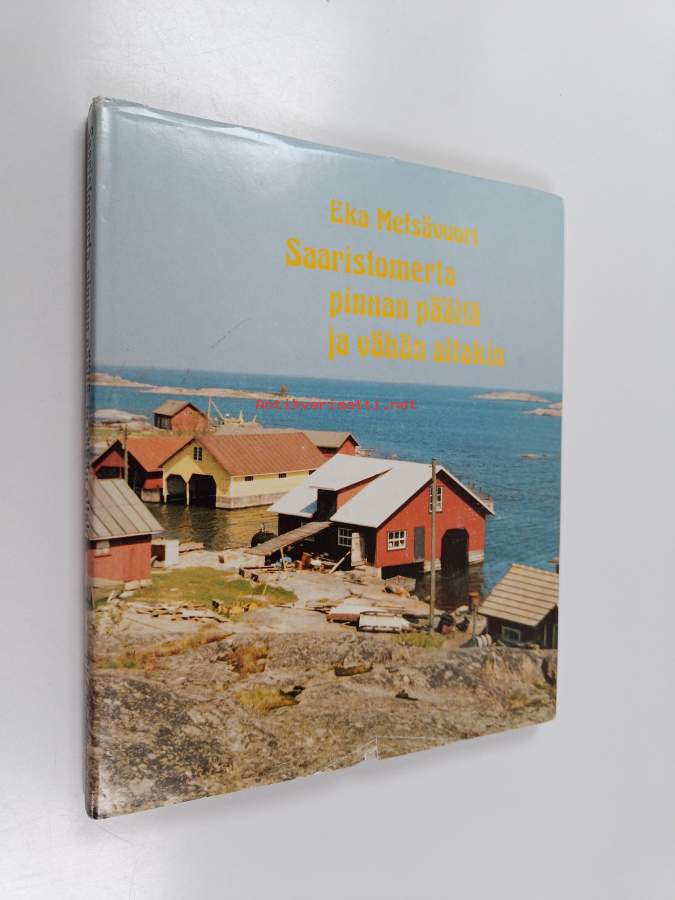 Eka Metsävuori
Saaristomerta
pinnan päältä
ja vähän altakin
Antikvariaatti.net